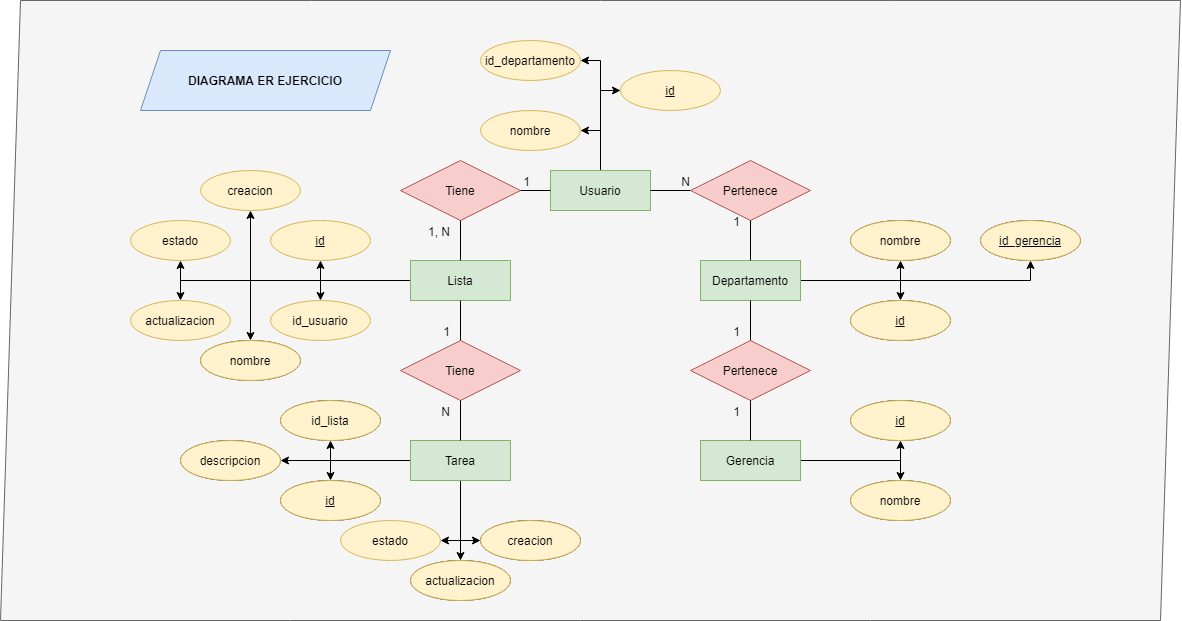 DIAGRAMA ER EJERCICIO
id_departamento
id
nombre
Tiene
1
Usuario
N
Pertenece
creacion
1, N
1
estado
id
nombre
id_gerencia
Lista
Departamento
actualizacion
id_usuario
id
1
1
nombre
Tiene
Pertenece
N
1
id_lista
id
descripcion
Tarea
Gerencia
id
nombre
estado
creacion
actualizacion